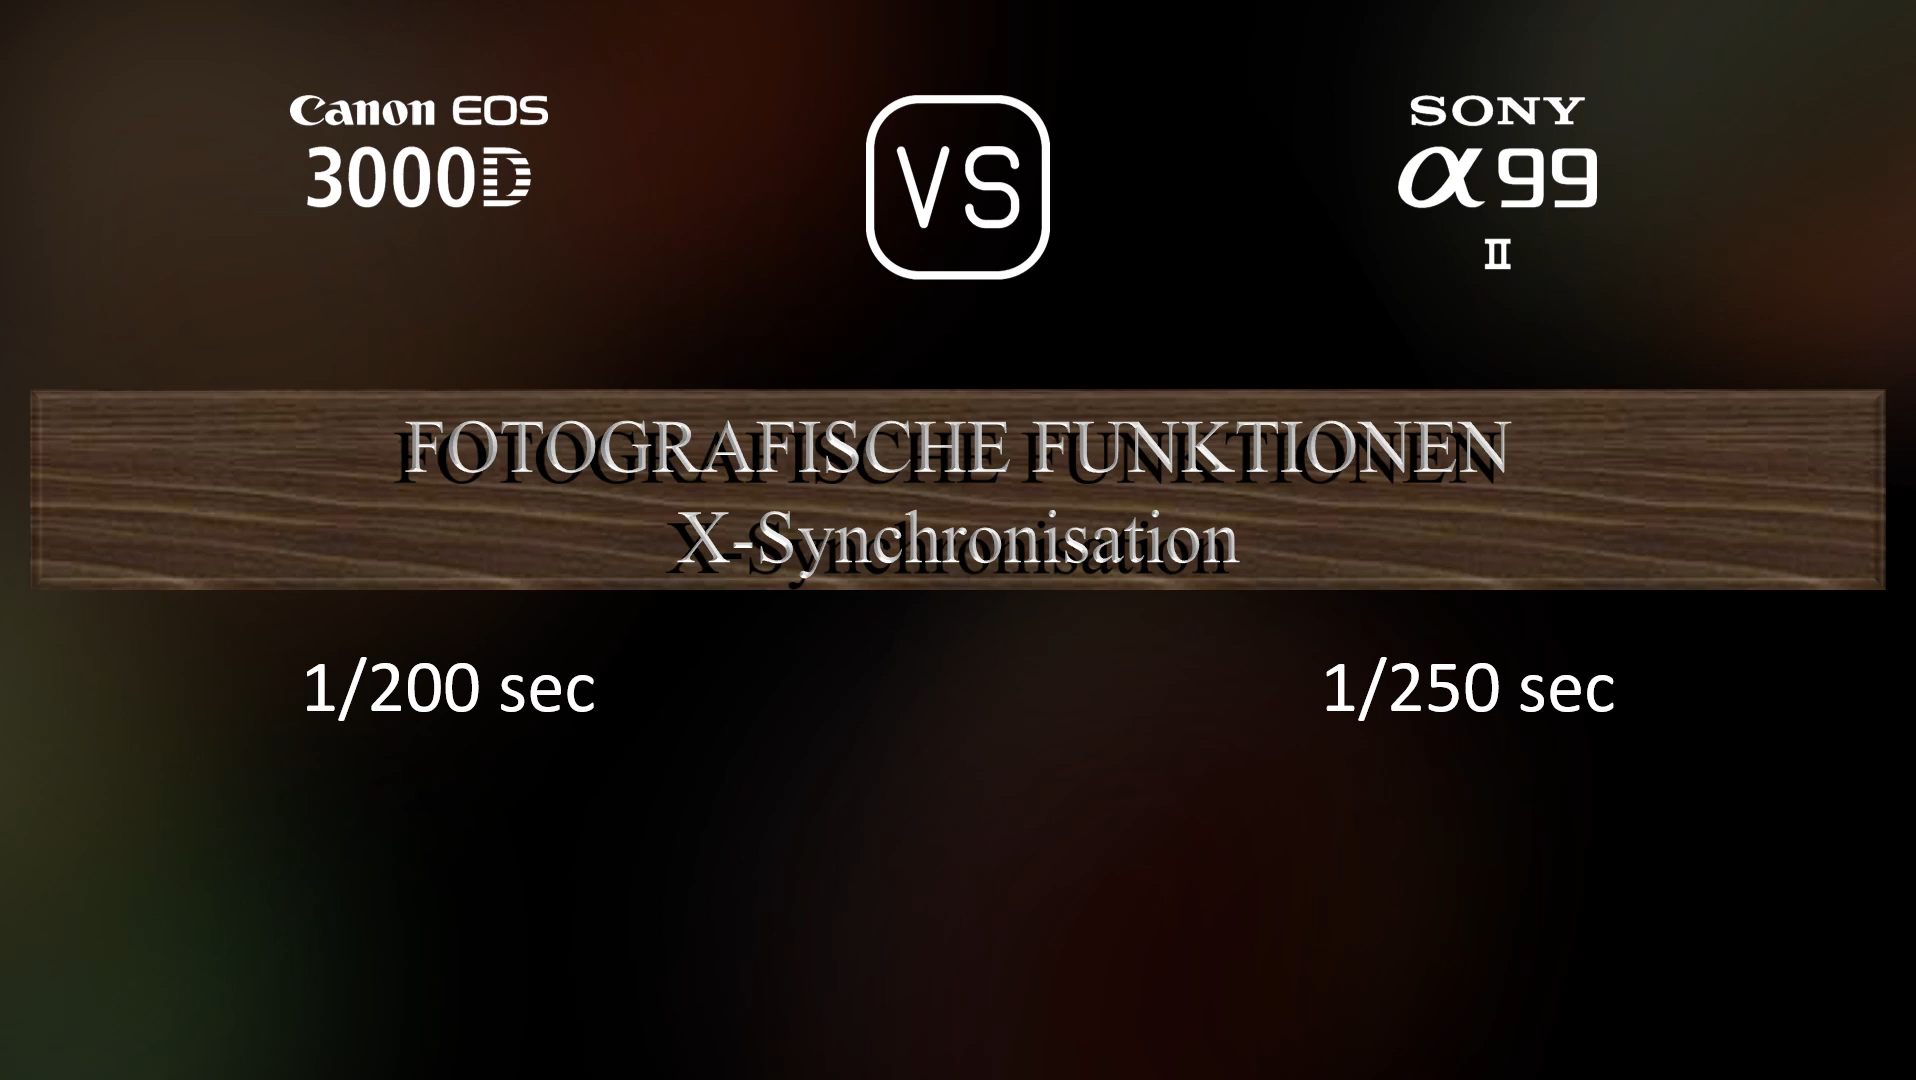 Canon EOS
3000D
VS
SONY
α99
II
FOTOGRAFISCHE FUNKTIONEN
X-Synchronisation
1/200 sec
1/250 sec